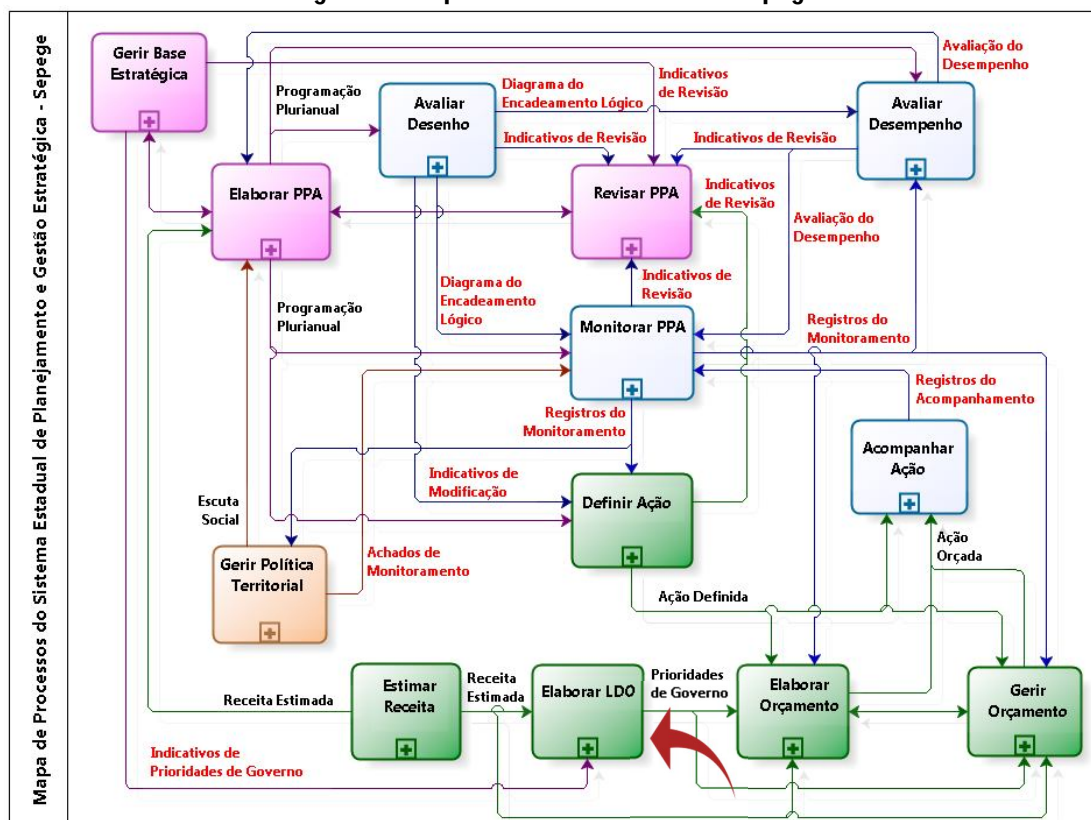 Mapa de Processos do Sistema Estadual de Planejamento e Gestão Estratégica - Sepege
Gerir Base
Estratégica
Programação
Plurianual
Avaliar
Desenho
Diagrama do
Encadeamento Lógico
Indicativos de Revisão
Indicativos
de Revisão
Indicativos de Revisão
Avaliação do
Desempenho
Avaliar
Desempenho
Elaborar PPA
Revisar PPA
Indicativos
de Revisão
Avaliação do
Desempenho
Programação
Plurianual
Diagrama do
Encadeamento
Lógico
Indicativos de
Revisão
Monitorar PPA
Registros do
Monitoramento
Registros do
Monitoramento
Registros do
Acompanhamento
Acompanhar
Ação
Indicativos de
Modificação
Definir Ação
Escuta
Social
Gerir Política
Territorial
Achados de
Monitoramento
Ação
Orçada
Ação Definida
Receita Estimada
Estimar
Receita
Receita
Estimada
Elaborar LDO
Prioridades
de Governo
Elaborar
Orçamento
Gerir
Orçamento
Indicativos de
Prioridades de Governo